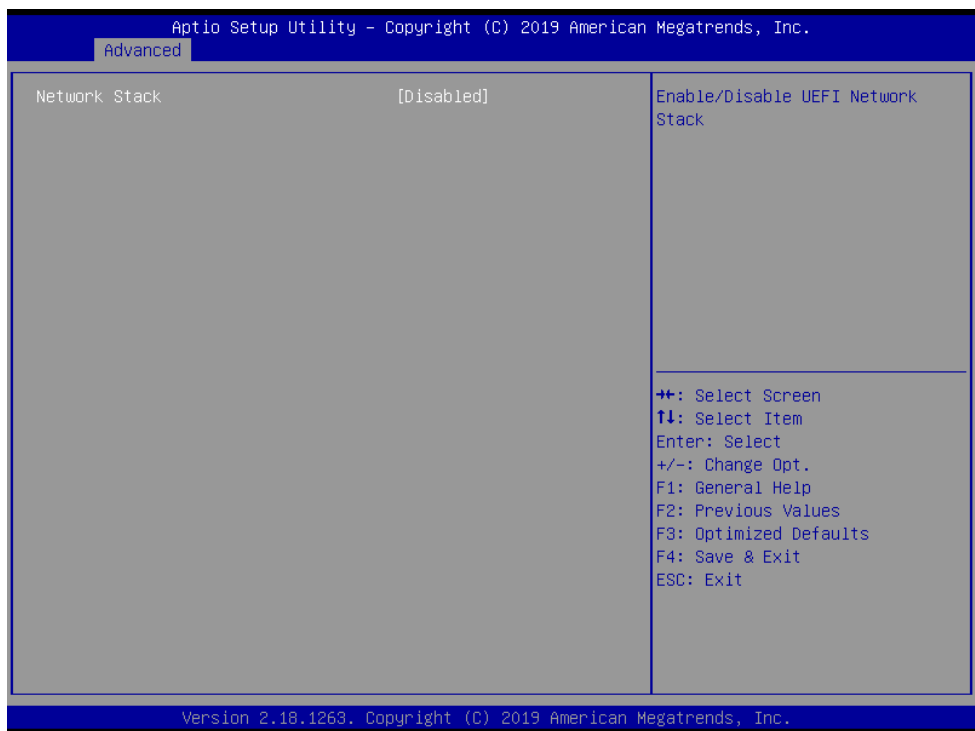 Aptio Setup Utility – Copyright (C) 2019 American Megatrends, Inc.
Advanced
Network Stack [Disabled]
Enable/Disable UEFI Network
Stack
→←: Select Screen
↑↓: Select Item
Enter: Select
+/-: Change Opt.
F1: General Help
F2: Previous Values
F3: Optimized Defaults
F4: Save & Exit
ESC: Exit
Version 2.18.1263. Copyright (C) 2019 American Megatrends, Inc.